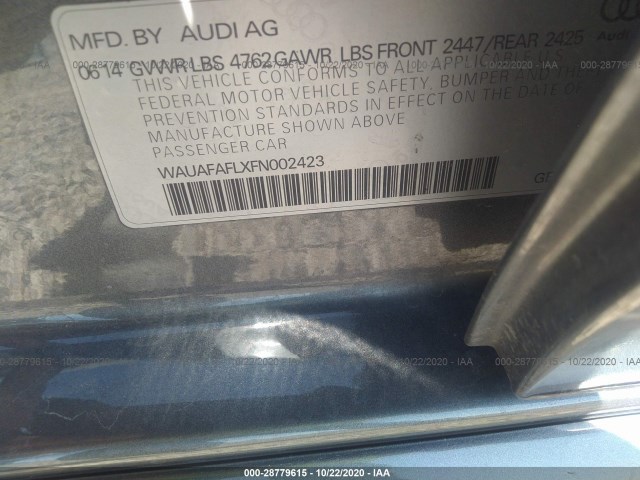 MFD.BY AUDI AG
0614 GVWR LBS 4762 GAWR LBS FRONT 2447/REAR 2425
THIS VEHICLE CONFORMS TO ALL APPLICABLE U.S.
FEDERAL MOTOR VEHICLE SAFETY, BUMPER AND THEFT
PREVENTION STANDARDS IN EFFECT ON THE DATE OF
MANUFACTURE SHOWN ABOVE
PASSENGER CAR
WAUAFAFLXFN002423
000-28779615 - 10/22/2020 - IAA